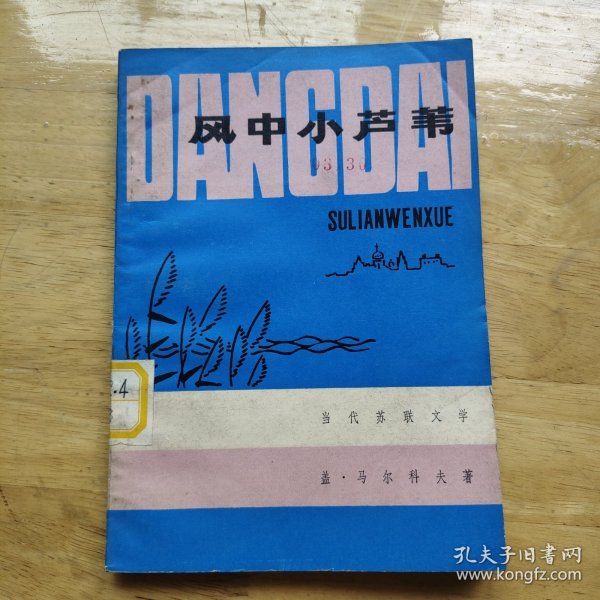 DANGDAI
风中小芦苇
SULIANWENXUE
·4
当代苏联文学
盖·马尔科夫著
孔夫子旧书网
www.kongfz.com